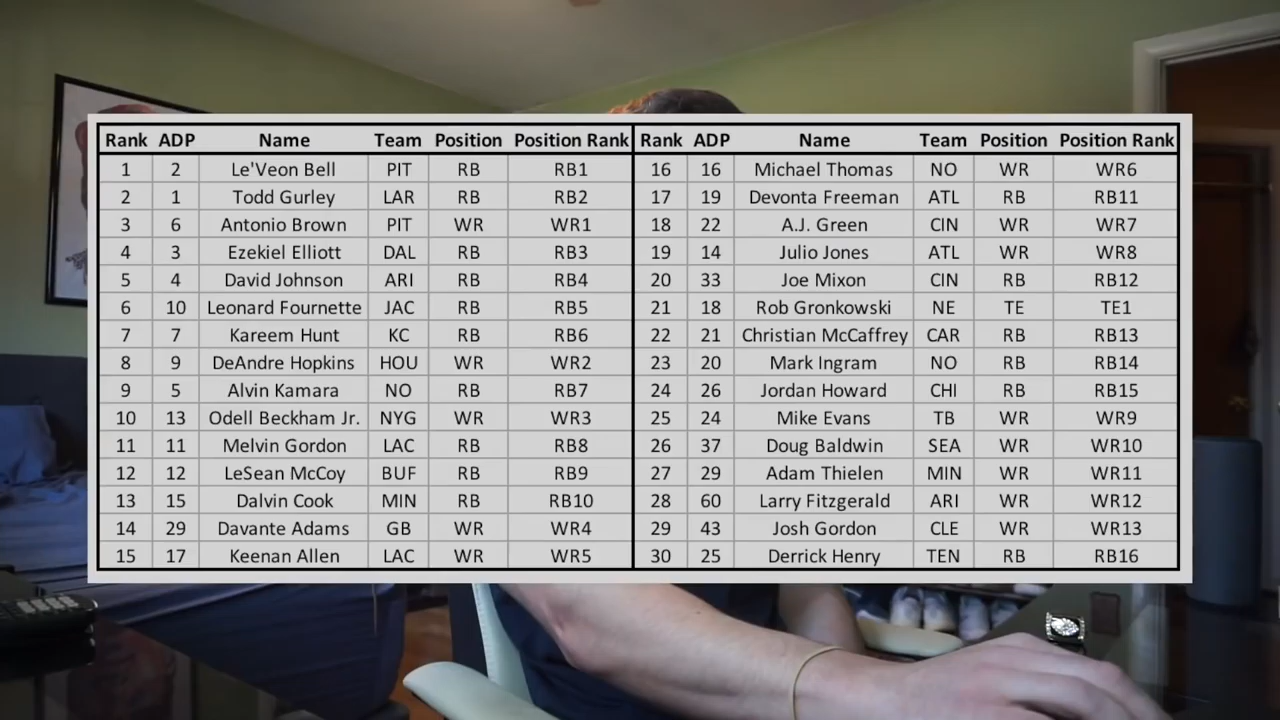 Rank ADP Name Team Position Position Rank
1 2 Le'Veon Bell PIT RB RB1
2 1 Todd Gurley LAR RB RB2
3 6 Antonio Brown PIT WR WR1
4 3 Ezekiel Elliott DAL RB RB3
5 4 David Johnson ARI RB RB4
6 10 Leonard Fournette JAC RB RB5
7 7 Kareem Hunt KC RB RB6
8 9 DeAndre Hopkins HOU WR WR2
9 5 Alvin Kamara NO RB RB7
10 13 Odell Beckham Jr. NYG WR WR3
11 11 Melvin Gordon LAC RB RB8
12 12 LeSean McCoy BUF RB RB9
13 15 Dalvin Cook MIN RB RB10
14 29 Davante Adams GB WR WR4
15 17 Keenan Allen LAC WR WR5
Rank ADP Name Team Position Position Rank
16 16 Michael Thomas NO WR WR6
17 19 Devonta Freeman ATL RB RB11
18 22 A.J. Green CIN WR WR7
19 14 Julio Jones ATL WR WR8
20 33 Joe Mixon CIN RB RB12
21 18 Rob Gronkowski NE TE TE1
22 21 Christian McCaffrey CAR RB RB13
23 20 Mark Ingram NO RB RB14
24 26 Jordan Howard CHI RB RB15
25 24 Mike Evans TB WR WR9
26 37 Doug Baldwin SEA WR WR10
27 29 Adam Thielen MIN WR WR11
28 60 Larry Fitzgerald ARI WR WR12
29 43 Josh Gordon CLE WR WR13
30 25 Derrick Henry TEN RB RB16